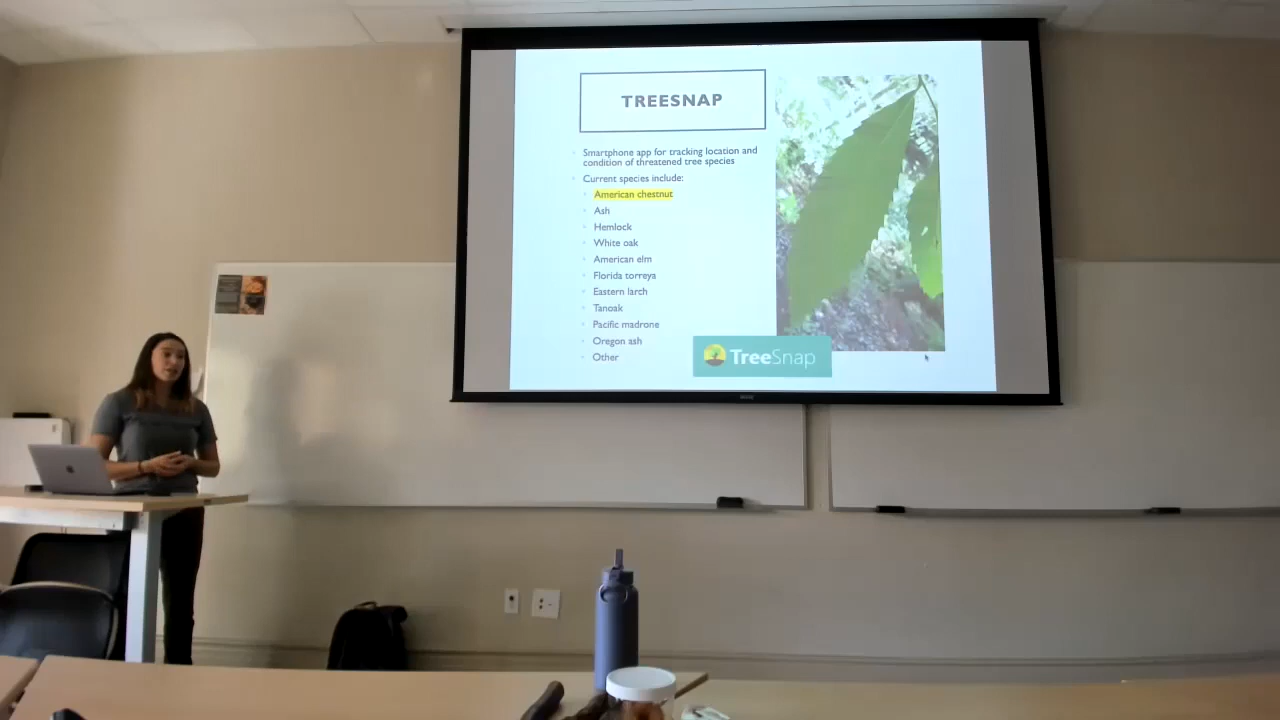 TREESNAP
Smartphone app for tracking location and
condition of threatened tree species
Current species include:
American chestnut
Ash
Hemlock
White oak
American elm
Florida torreya
Eastern larch
Tanoak
Pacific madrone
Oregon ash
Other
TreeSnap